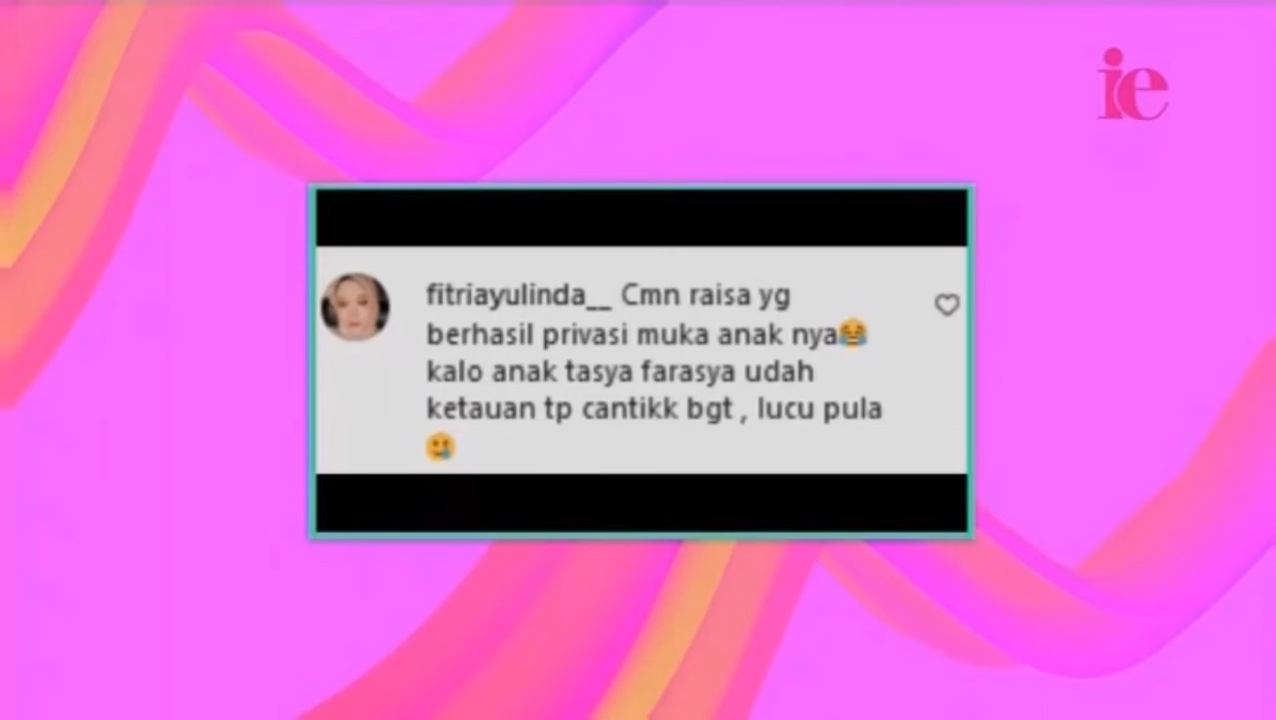 ie
fitriayulinda__ Cmn raisa yg
berhasil privasi muka anak nya😂
kalo anak tasya farasya udah
ketauan tp cantikk bgt , lucu pula
🥲